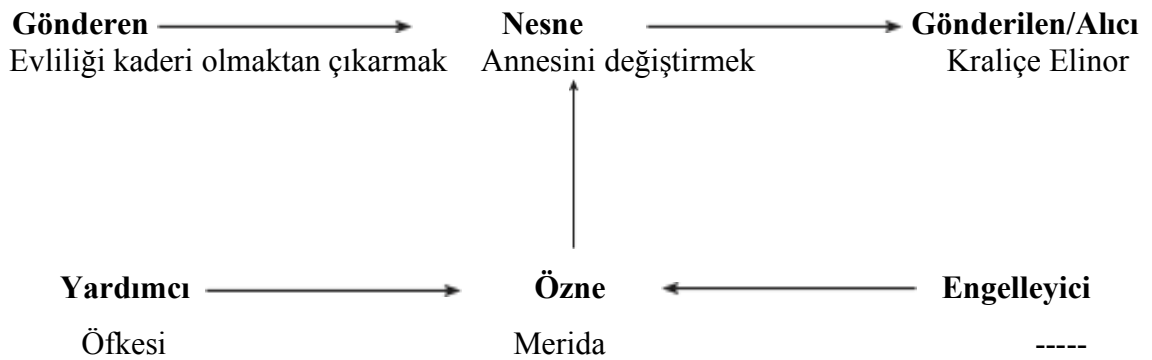 Gönderen Nesne Gönderilen/Alıcı
Evliliği kaderi olmaktan çıkarmak Annesini değiştirmek Kraliçe Elinor
Yardımcı Özne Engelleyici
Öfkesi Merida -----